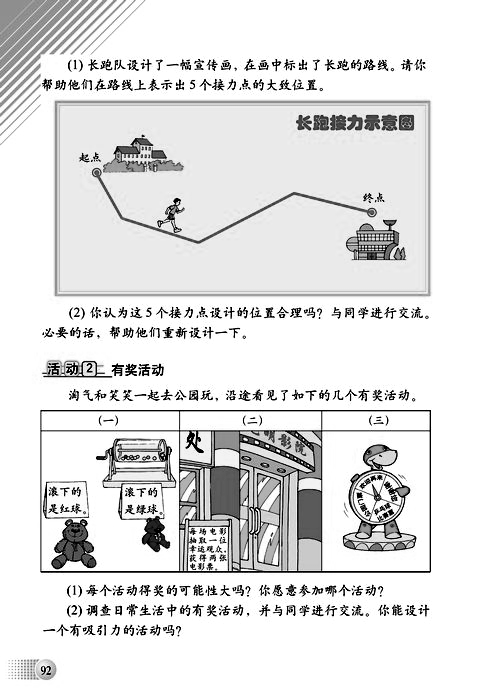 (1) 长跑队设计了一幅宣传画，在画中标出了长跑的路线。请你
帮助他们在路线上表示出5个接力点的大致位置。
长跑接力示意图
起点
终点
(2) 你认为这5个接力点设计的位置合理吗？与同学进行交流。
必要的话，帮助他们重新设计一下。
活动2 有奖活动
淘气和笑笑一起去公园玩，沿途看见了如下的几个有奖活动。
(一) (二) (三)
滚下的
是红球。
滚下的
是绿球。
处
明影院
每场电影
抽取一位
幸运观众，
获得两张
电影票。
(1) 每个活动得奖的可能性大吗？你愿意参加哪个活动？
(2) 调查日常生活中的有奖活动，并与同学进行交流。你能设计
一个有吸引力的活动吗？
92